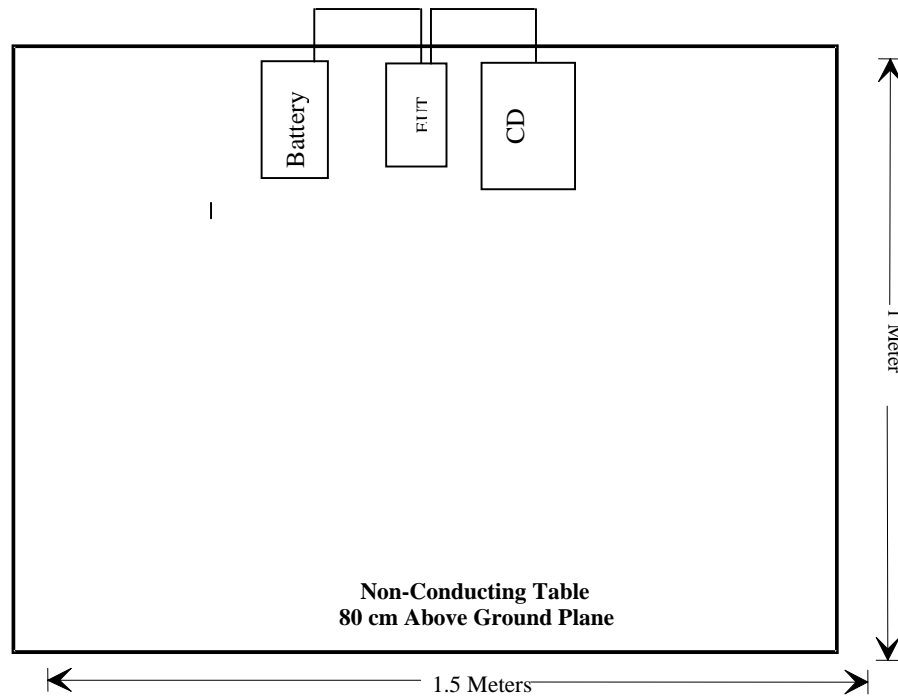 Battery
EUT
CD
1 Meter
Non-Conducting Table
80 cm Above Ground Plane
1.5 Meters